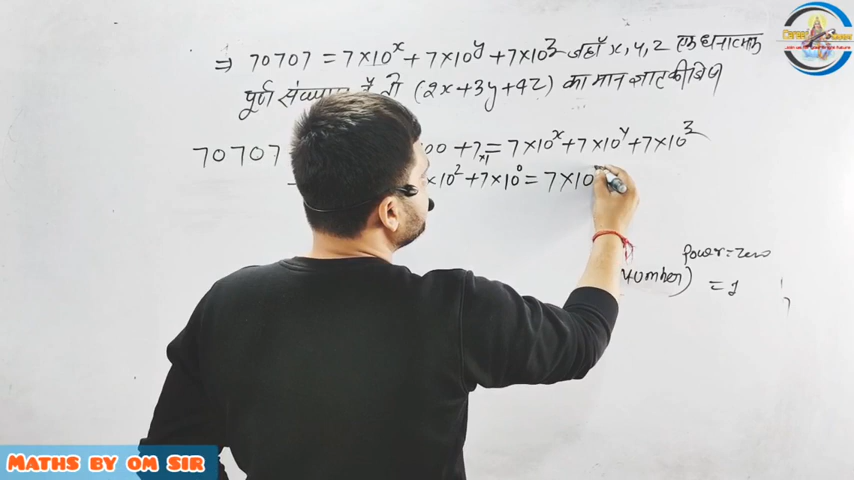 ⇒ 70707 = 7×10^x + 7×10^y + 7×10^z जहाँ x, y, z एक धनात्मक
पूर्ण तो (2x+3y+4z) का मान ज्ञात कीजिए
70707 00 + 7×1 = 7×10^x + 7×10^y + 7×10^z
×10^2 + 7×10^0 = 7×10
power = zero
(Number) = 1
MATHS BY OM SIR